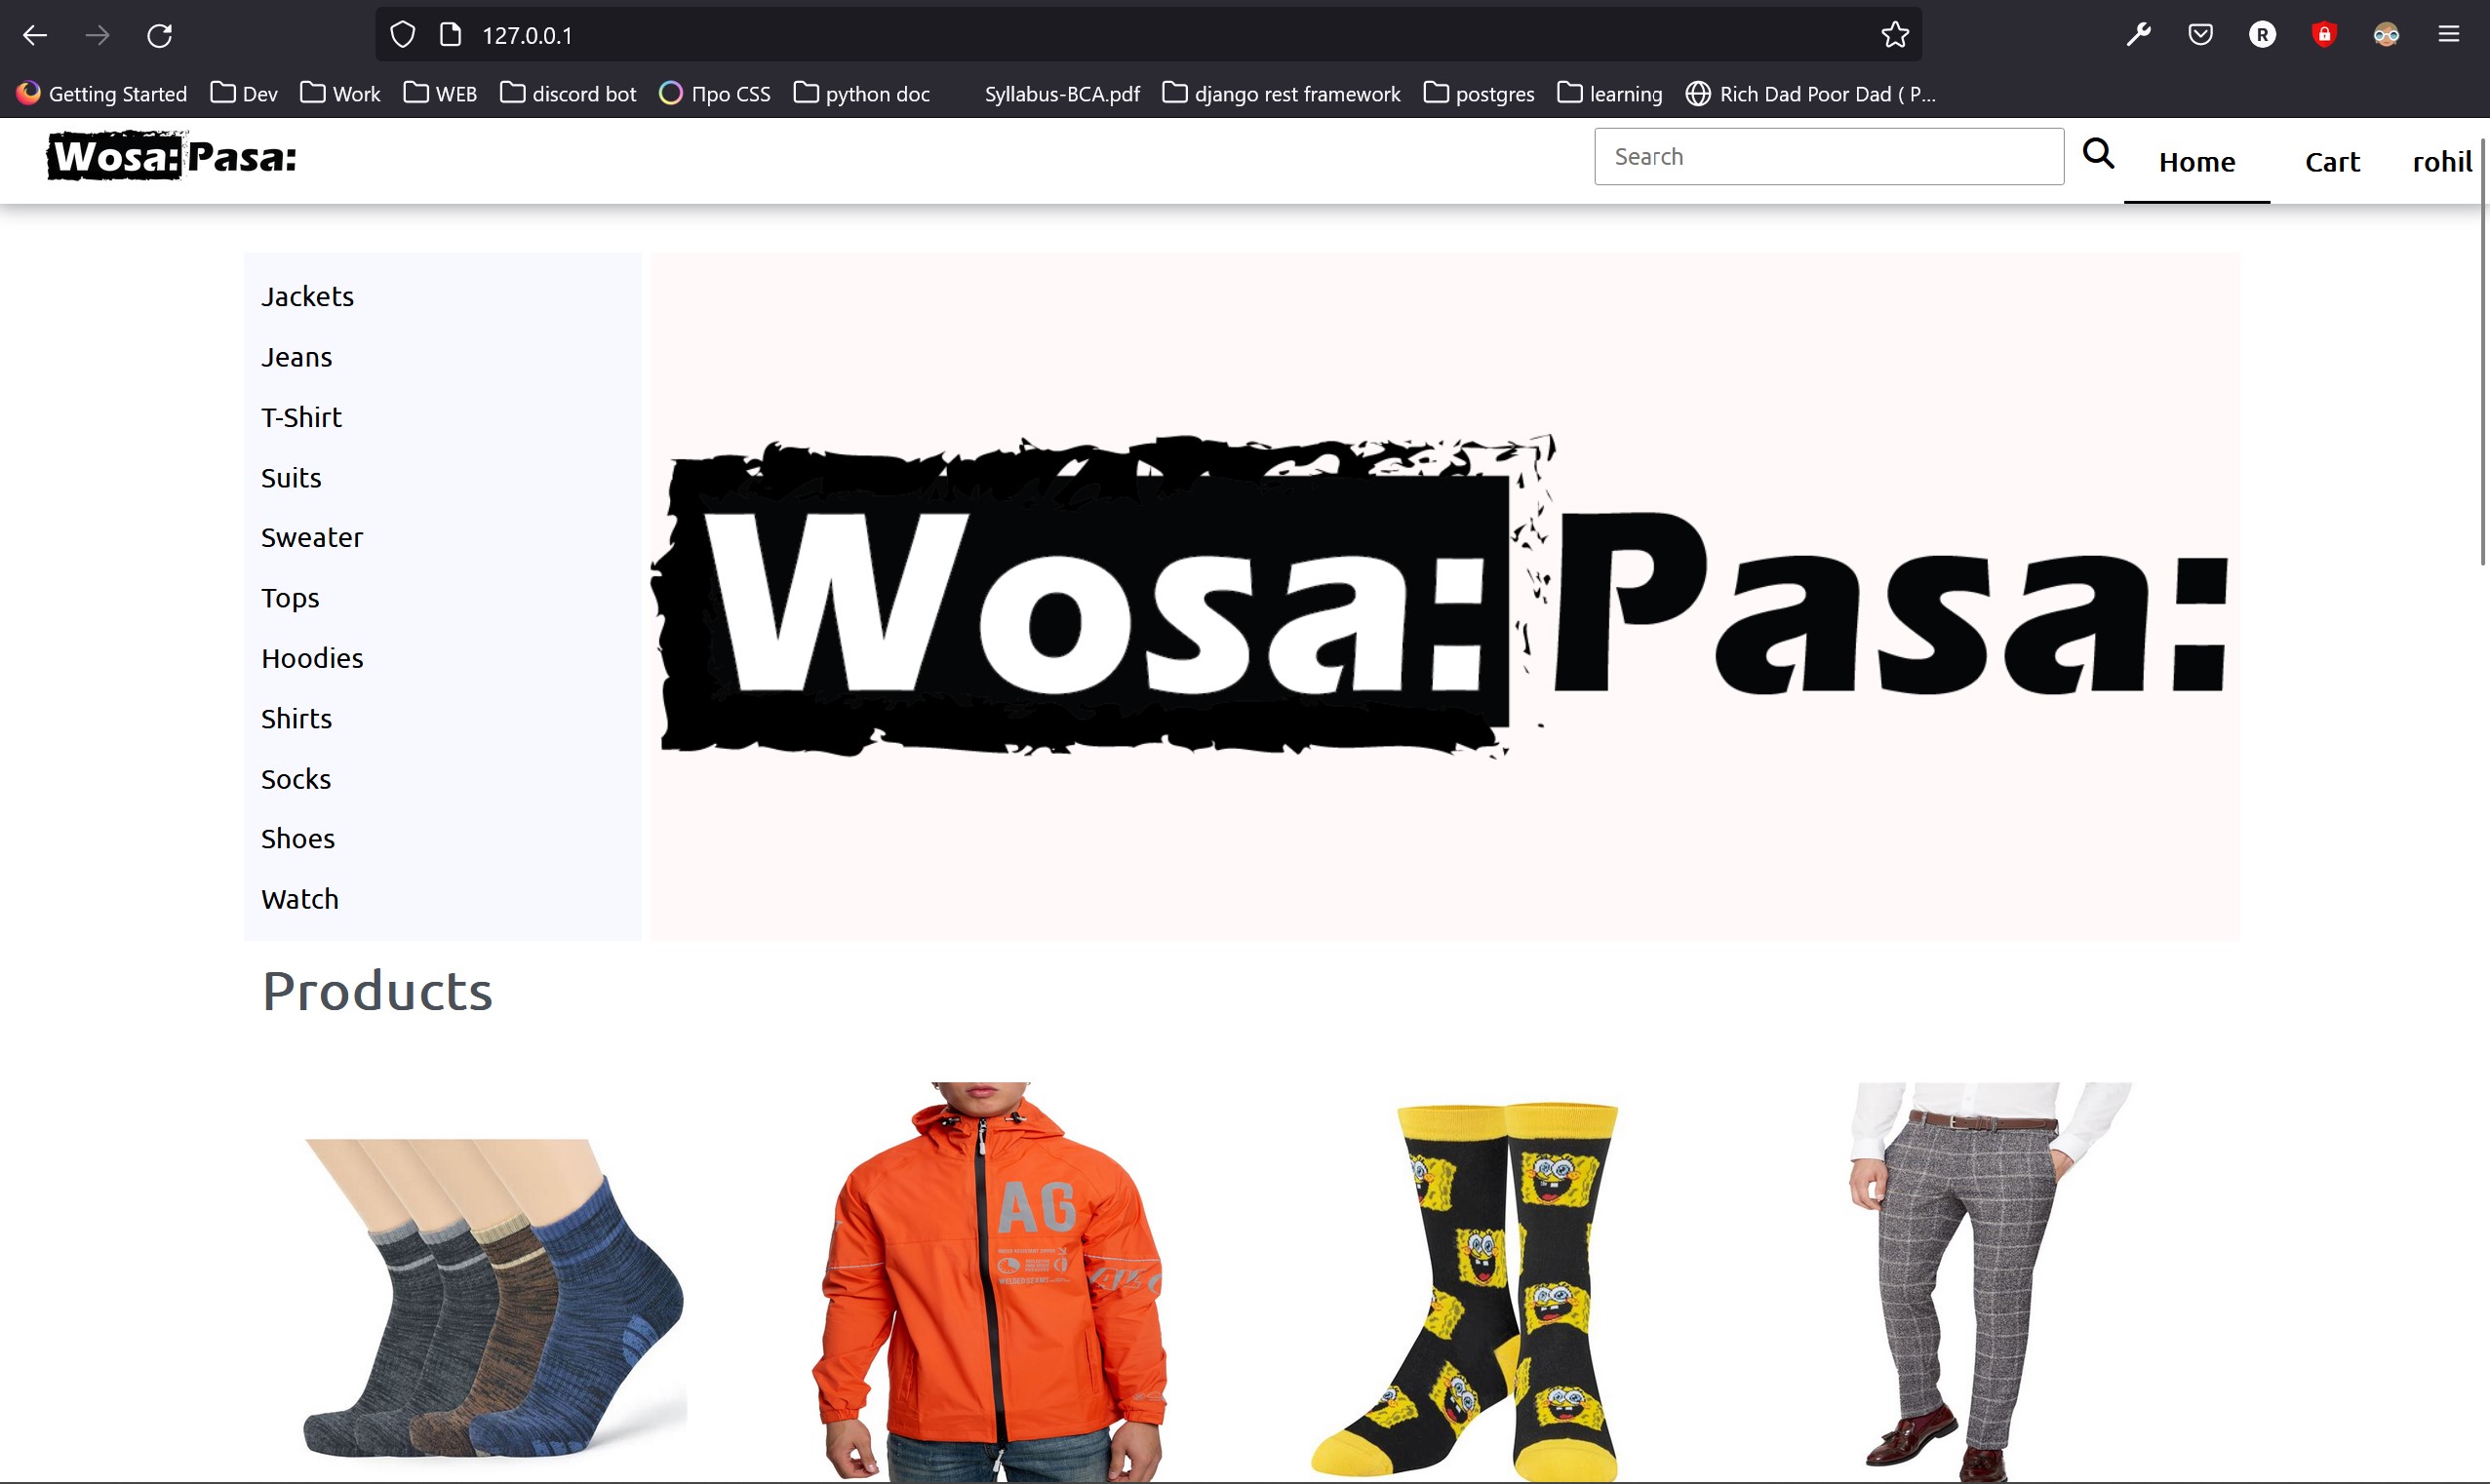 127.0.0.1
Getting Started Dev Work WEB discord bot Про CSS python doc Syllabus-BCA.pdf django rest framework postgres learning Rich Dad Poor Dad ( P...
Wosa: Pasa: Search Home Cart rohil
Jackets
Jeans
T-Shirt
Suits
Sweater
Tops
Hoodies
Shirts
Socks
Shoes
Watch
Wosa: Pasa:
Products
AG